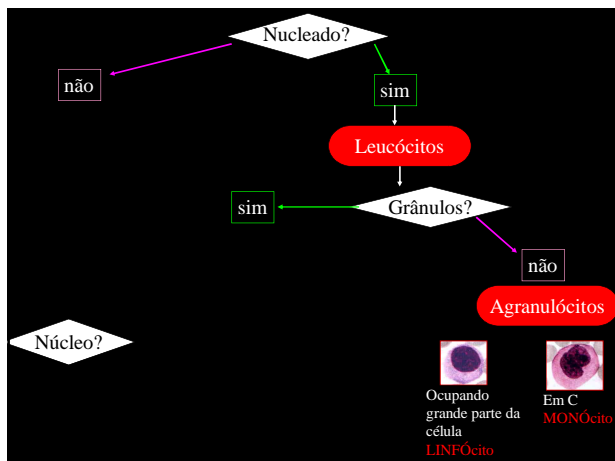 Nucleado?
não
sim
Leucócitos
sim
Grânulos?
não
Agranulócitos
Núcleo?
Ocupando
grande parte da
célula
LINFÓcito
Em C
MONÓcito